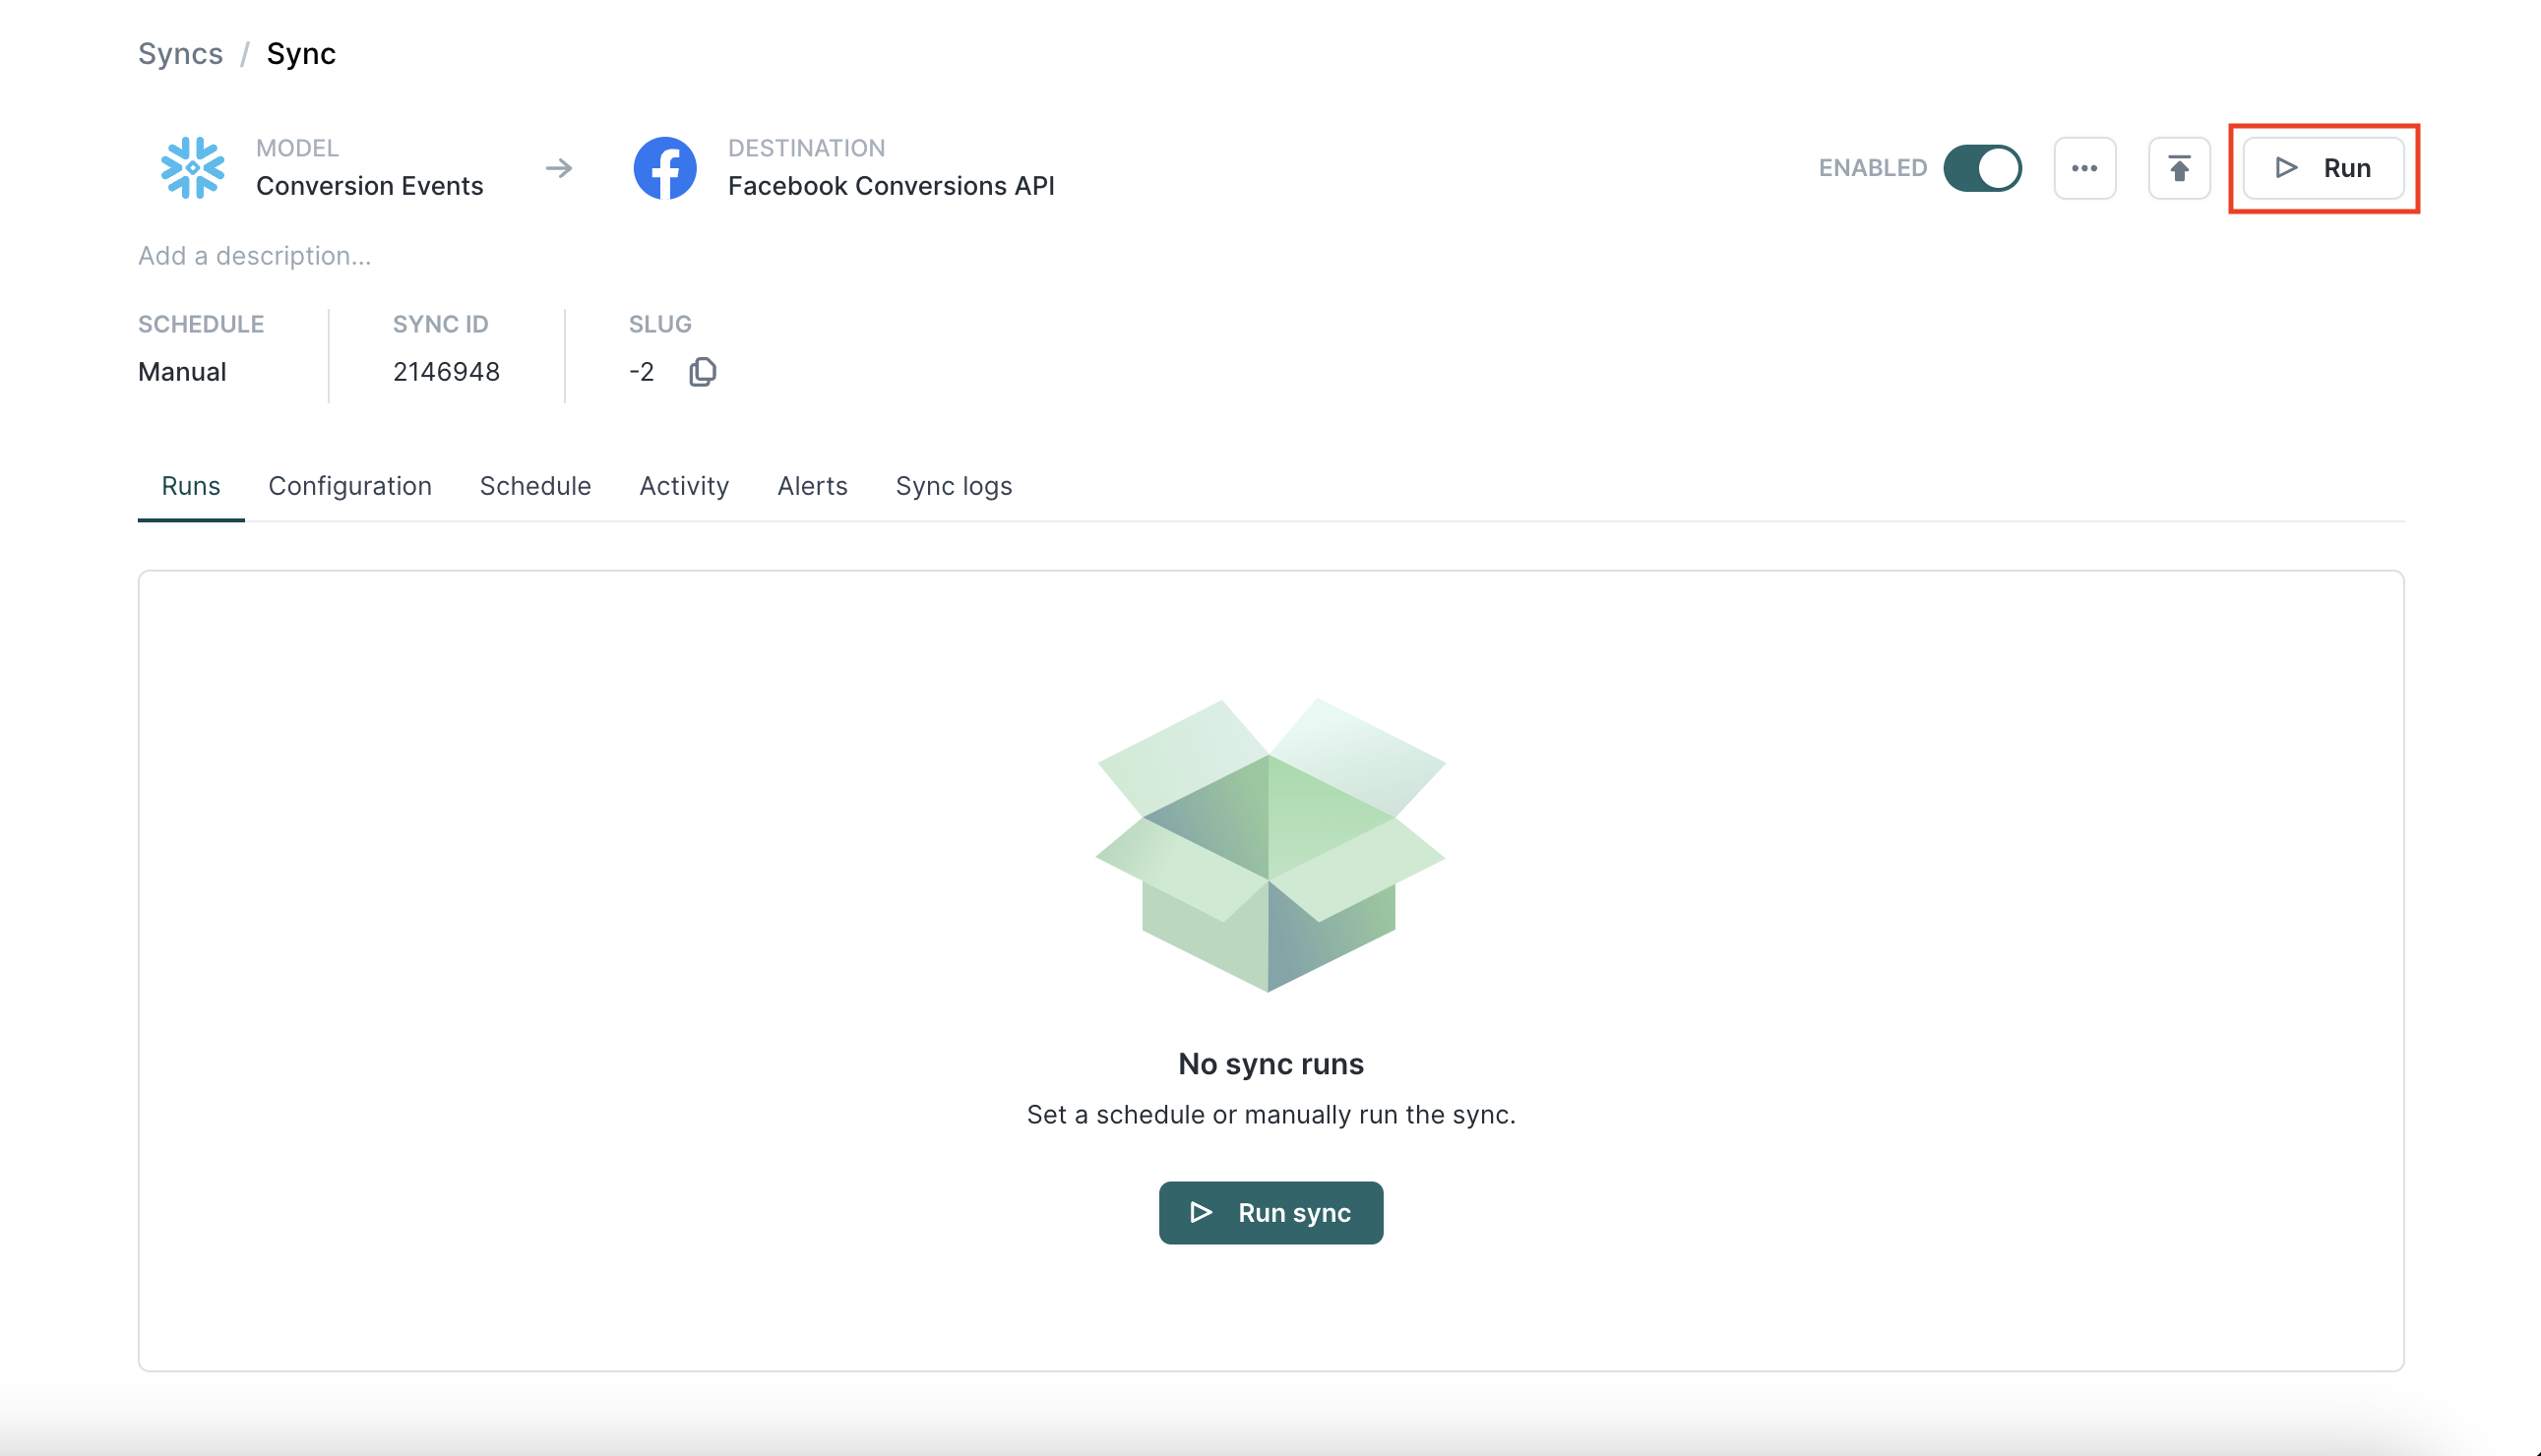 Syncs / Sync
MODEL
Conversion Events
DESTINATION
Facebook Conversions API
ENABLED
Run
Add a description...
SCHEDULE
Manual
SYNC ID
2146948
SLUG
-2
Runs Configuration Schedule Activity Alerts Sync logs
No sync runs
Set a schedule or manually run the sync.
Run sync